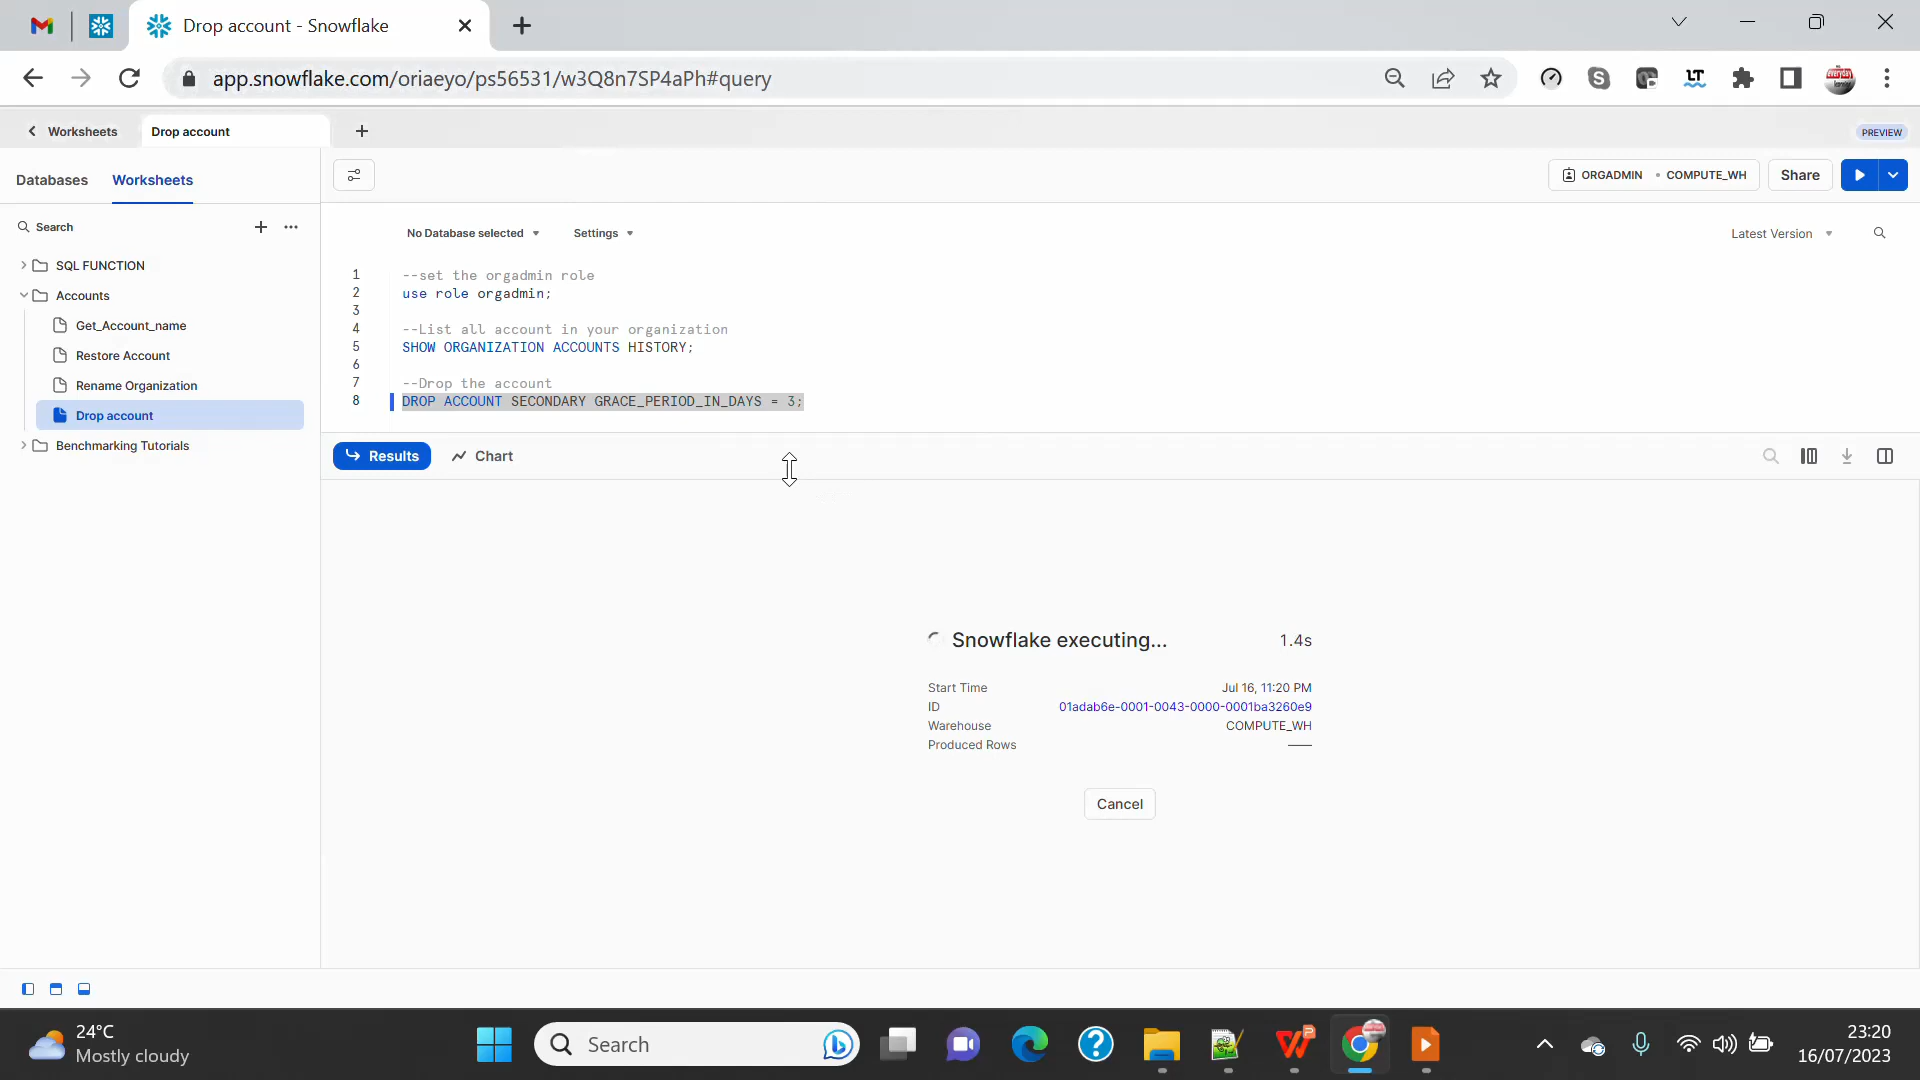 Drop account - Snowflake
app.snowflake.com/oriaeyo/ps56531/w3Q8n7SP4aPh#query
Worksheets
Drop account
PREVIEW
Databases
Worksheets
ORGADMIN • COMPUTE_WH
Share
Search
No Database selected
Settings
Latest Version
SQL FUNCTION
Accounts
Get_Account_name
Restore Account
Rename Organization
Drop account
Benchmarking Tutorials
1 --set the orgadmin role
2 use role orgadmin;
3
4 --List all account in your organization
5 SHOW ORGANIZATION ACCOUNTS HISTORY;
6
7 --Drop the account
8 DROP ACCOUNT SECONDARY GRACE_PERIOD_IN_DAYS = 3;
Results
Chart
Snowflake executing... 1.4s
Start Time Jul 16, 11:20 PM
ID 01adab6e-0001-0043-0000-0001ba3260e9
Warehouse COMPUTE_WH
Produced Rows
Cancel
24°C
Mostly cloudy
Search
23:20
16/07/2023